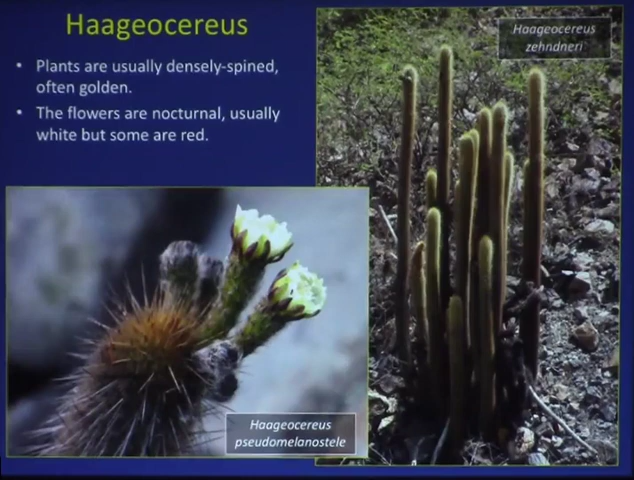 Haageocereus
• Plants are usually densely-spined,
often golden.
• The flowers are nocturnal, usually
white but some are red.
Haageocereus
zehndneri
Haageocereus
pseudomelanostele